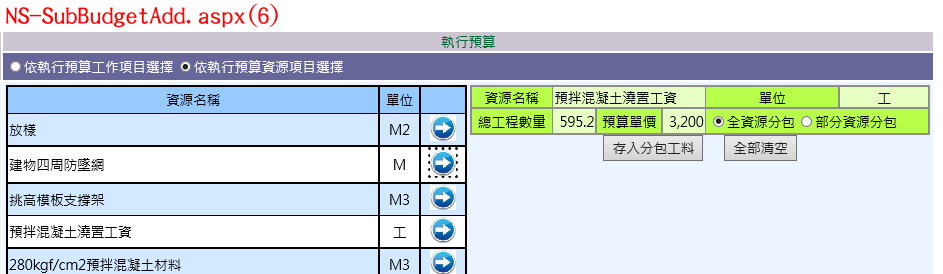 NS-SubBudgetAdd.aspx(6)
執行預算
依執行預算工作項目選擇 依執行預算資源項目選擇
資源名稱 單位
放樣 M2
建物四周防墜網 M
挑高模板支撐架 M3
預拌混凝土澆置工資 工
280kgf/cm2預拌混凝土材料 M3
資源名稱 預拌混凝土澆置工資 單位 工
總工程數量 595.2 預算單價 3,200 全資源分包 部分資源分包
存入分包工料 全部清空